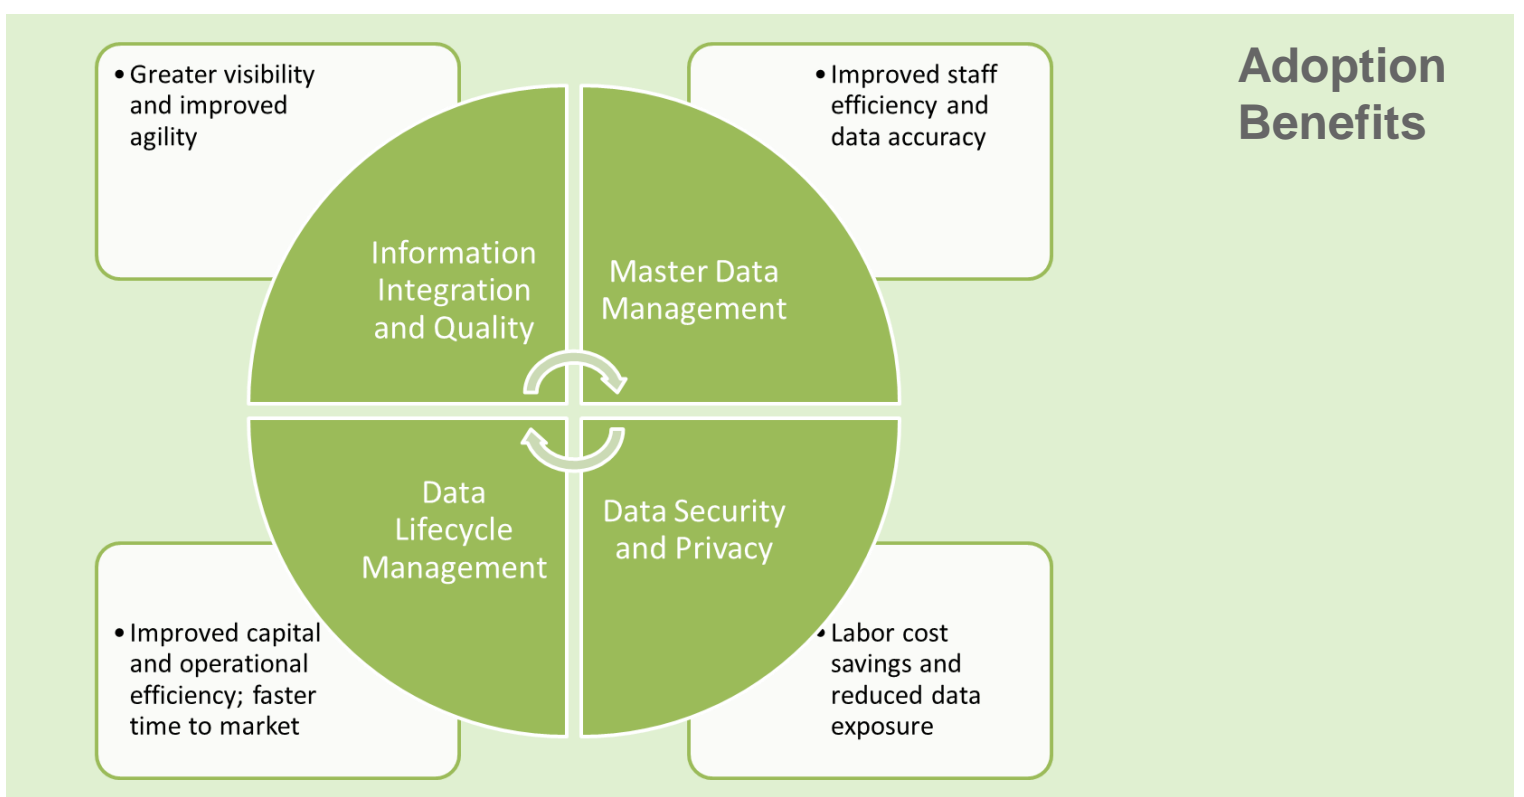 Adoption
Benefits
• Greater visibility
and improved
agility
• Improved staff
efficiency and
data accuracy
Information
Integration
and Quality
Master Data
Management
Data
Lifecycle
Management
Data Security
and Privacy
• Improved capital
and operational
efficiency; faster
time to market
• Labor cost
savings and
reduced data
exposure